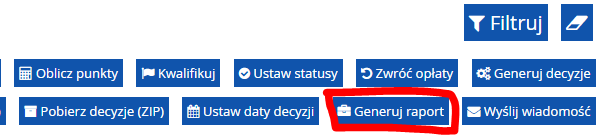 Filtruj
Oblicz punkty Kwalifikuj Ustaw statusy Zwróć opłaty Generuj decyzje
Pobierz decyzje (ZIP) Ustaw daty decyzji Generuj raport Wyślij wiadomość